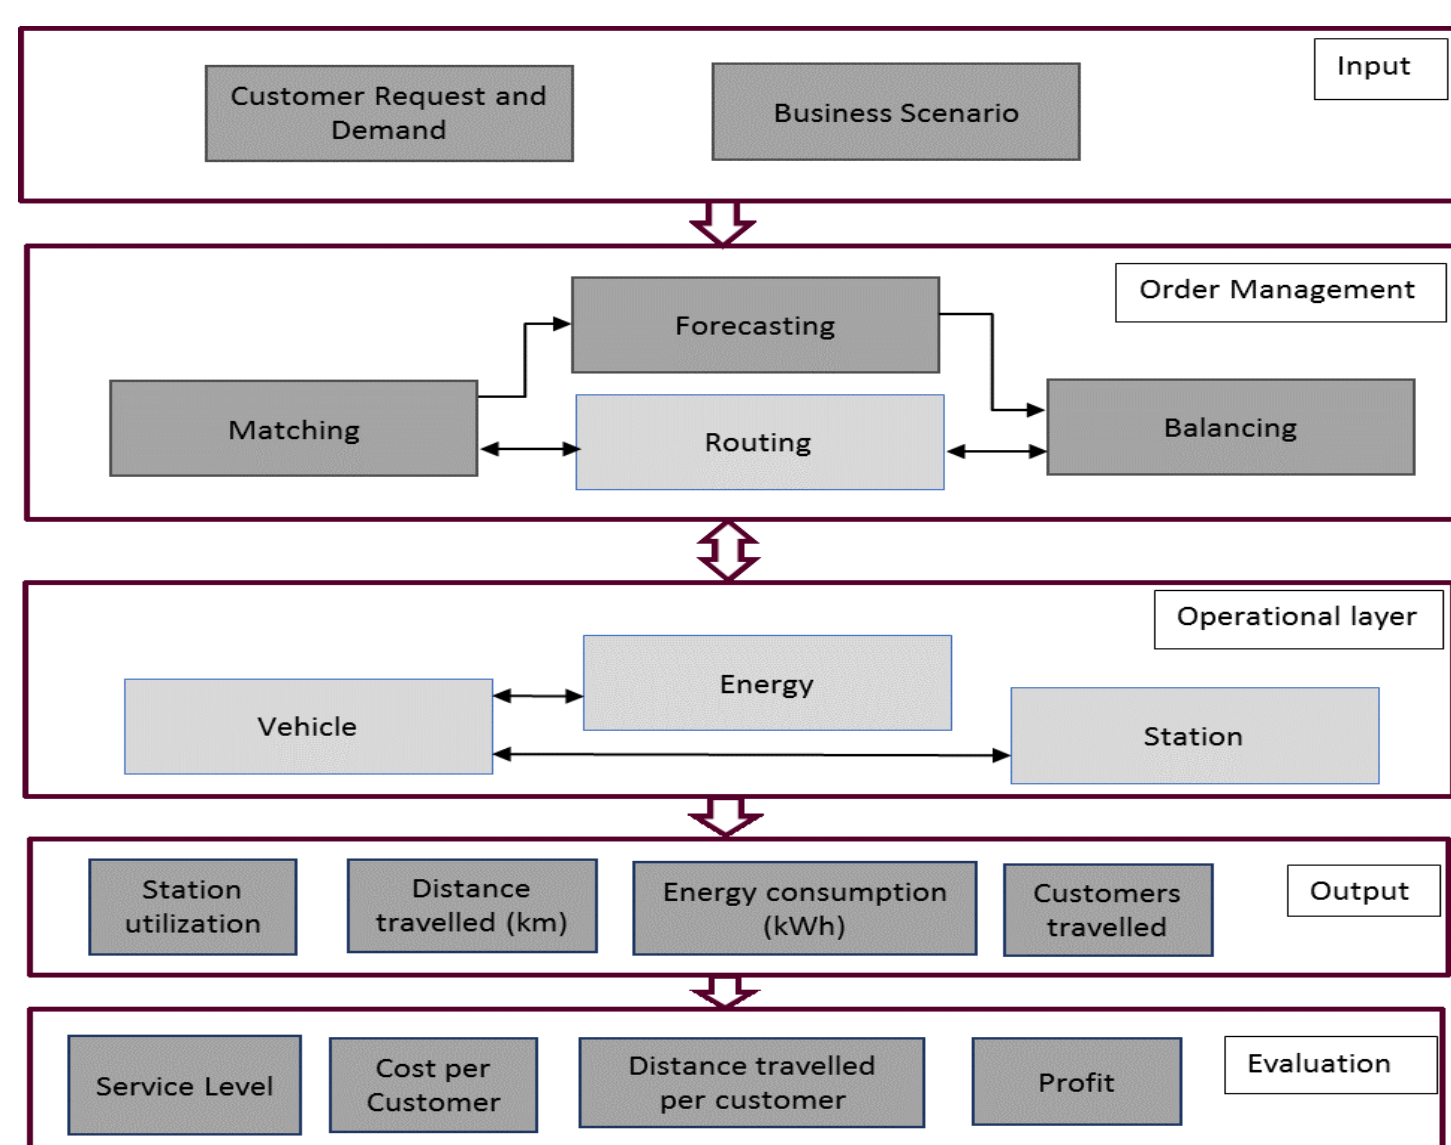 Input
Customer Request and
Demand
Business Scenario
Order Management
Forecasting
Matching
Routing
Balancing
Operational layer
Energy
Vehicle
Station
Output
Station
utilization
Distance
travelled (km)
Energy consumption
(kWh)
Customers
travelled
Evaluation
Service Level
Cost per
Customer
Distance travelled
per customer
Profit